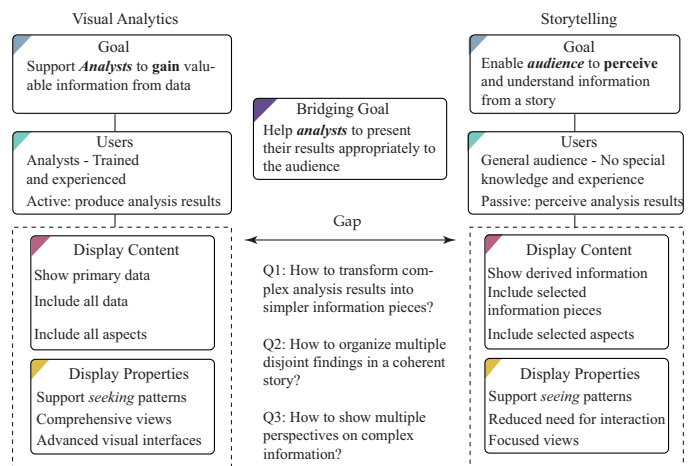 Visual Analytics
Goal
Support Analysts to gain valu-
able information from data
Users
Analysts - Trained
and experienced
Active: produce analysis results
Display Content
Show primary data
Include all data
Include all aspects
Display Properties
Support seeking patterns
Comprehensive views
Advanced visual interfaces
Bridging Goal
Help analysts to present
their results appropriately to
the audience
Gap
Q1: How to transform com-
plex analysis results into
simpler information pieces?
Q2: How to organize multiple
disjoint findings in a coherent
story?
Q3: How to show multiple
perspectives on complex
information?
Storytelling
Goal
Enable audience to perceive
and understand information
from a story
Users
General audience - No special
knowledge and experience
Passive: perceive analysis results
Display Content
Show derived information
Include selected
information pieces
Include selected aspects
Display Properties
Support seeing patterns
Reduced need for interaction
Focused views